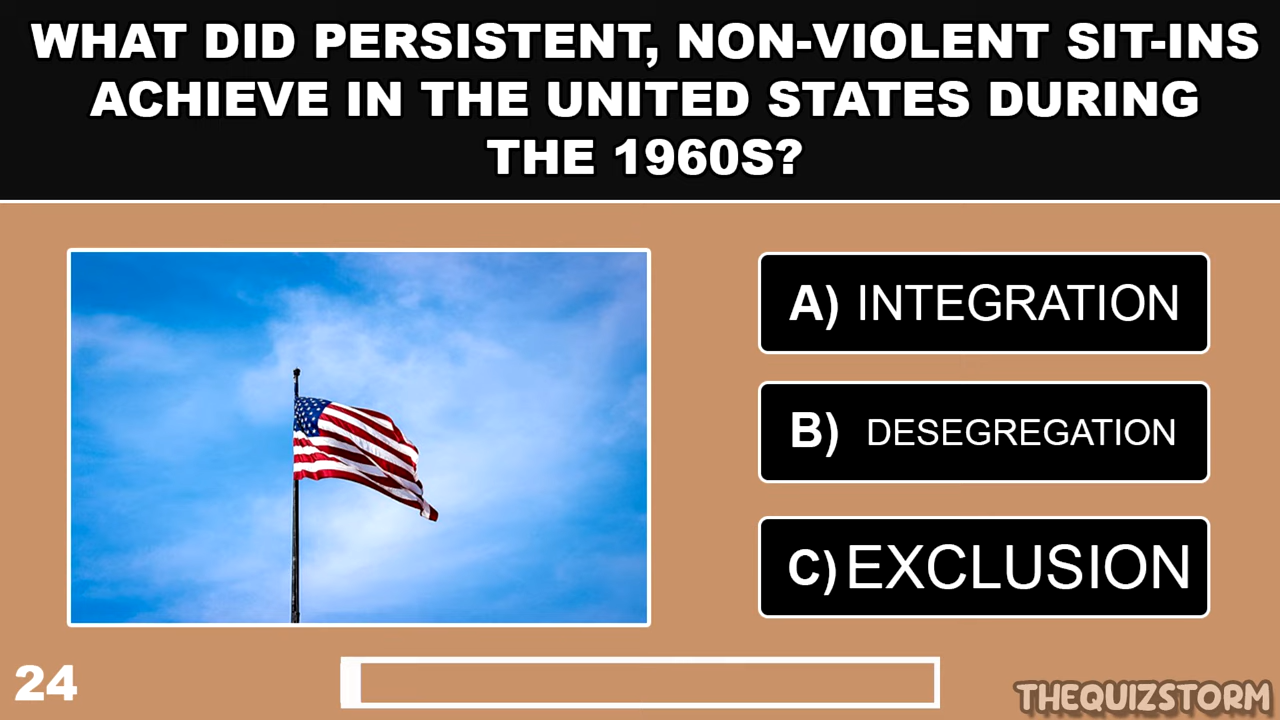 WHAT DID PERSISTENT, NON-VIOLENT SIT-INS
ACHIEVE IN THE UNITED STATES DURING
THE 1960S?
A) INTEGRATION
B) DESEGREGATION
C) EXCLUSION
24
THEQUIZSTORM